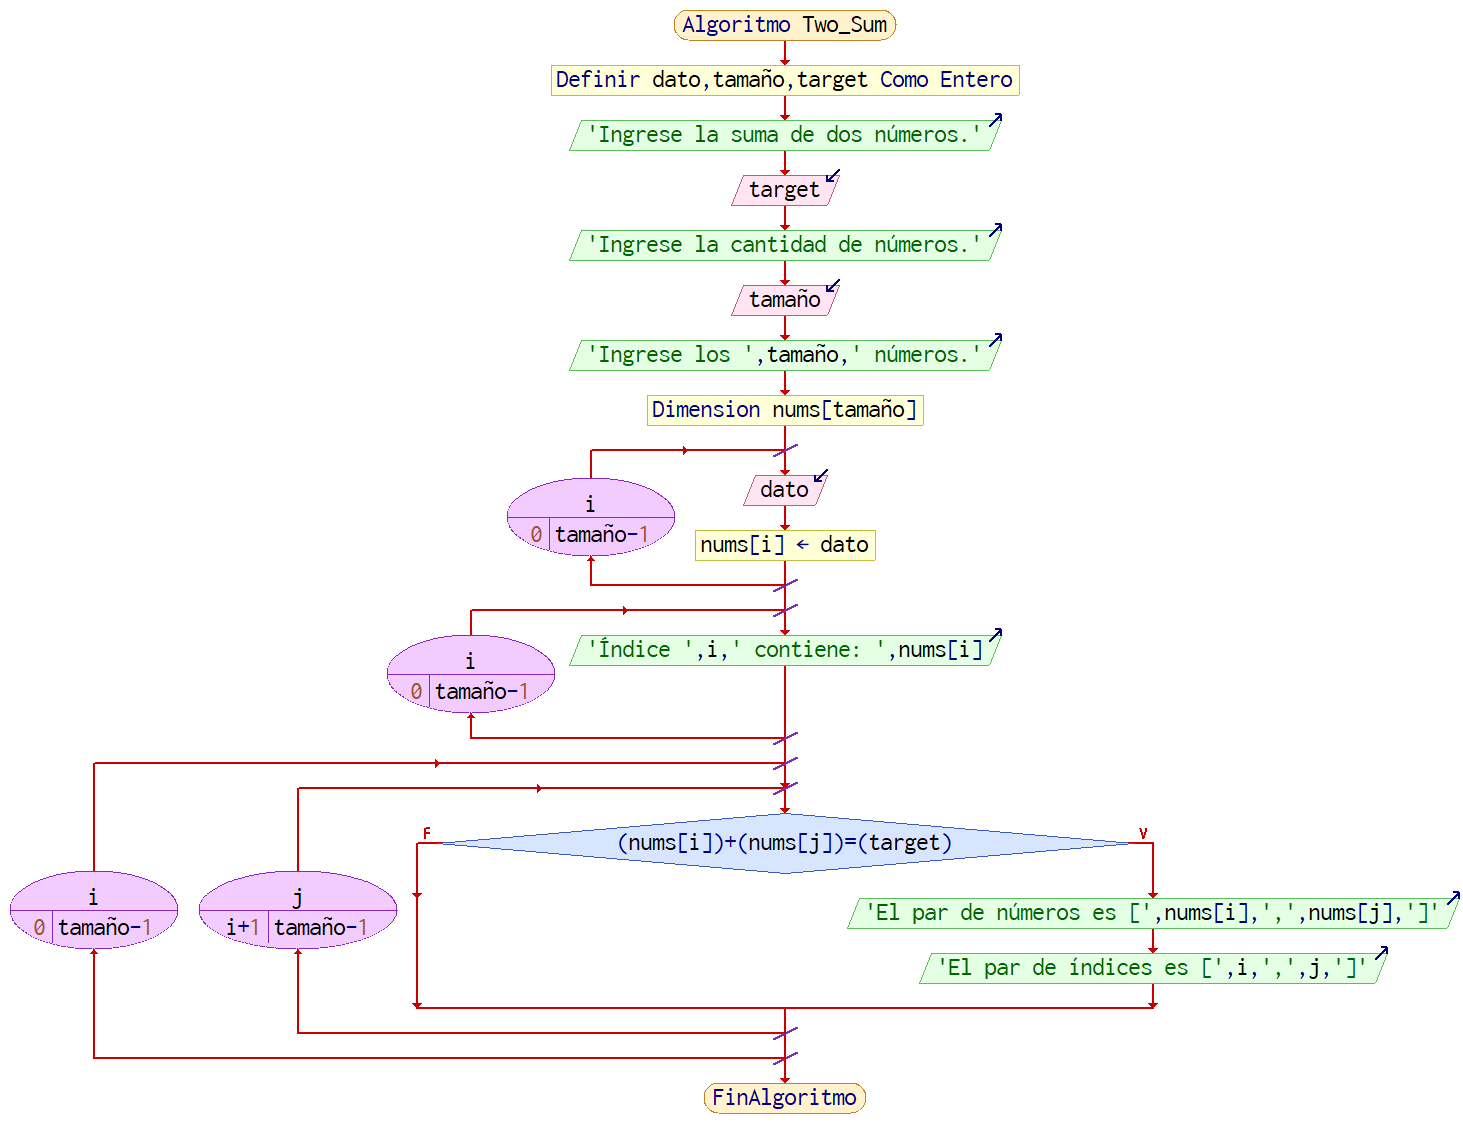 Algoritmo Two_Sum
Definir dato,tamaño,target Como Entero
'Ingrese la suma de dos números.'
target
'Ingrese la cantidad de números.'
tamaño
'Ingrese los ',tamaño,' números.'
Dimension nums[tamaño]
i
0 tamaño-1
dato
nums[i] ← dato
i
0 tamaño-1
'Índice ',i,' contiene: ',nums[i]
i
0 tamaño-1
j
i+1 tamaño-1
F
(nums[i])+(nums[j])=(target)
V
'El par de números es [',nums[i],',',nums[j],']'
'El par de índices es [',i,',',j,']'
FinAlgoritmo